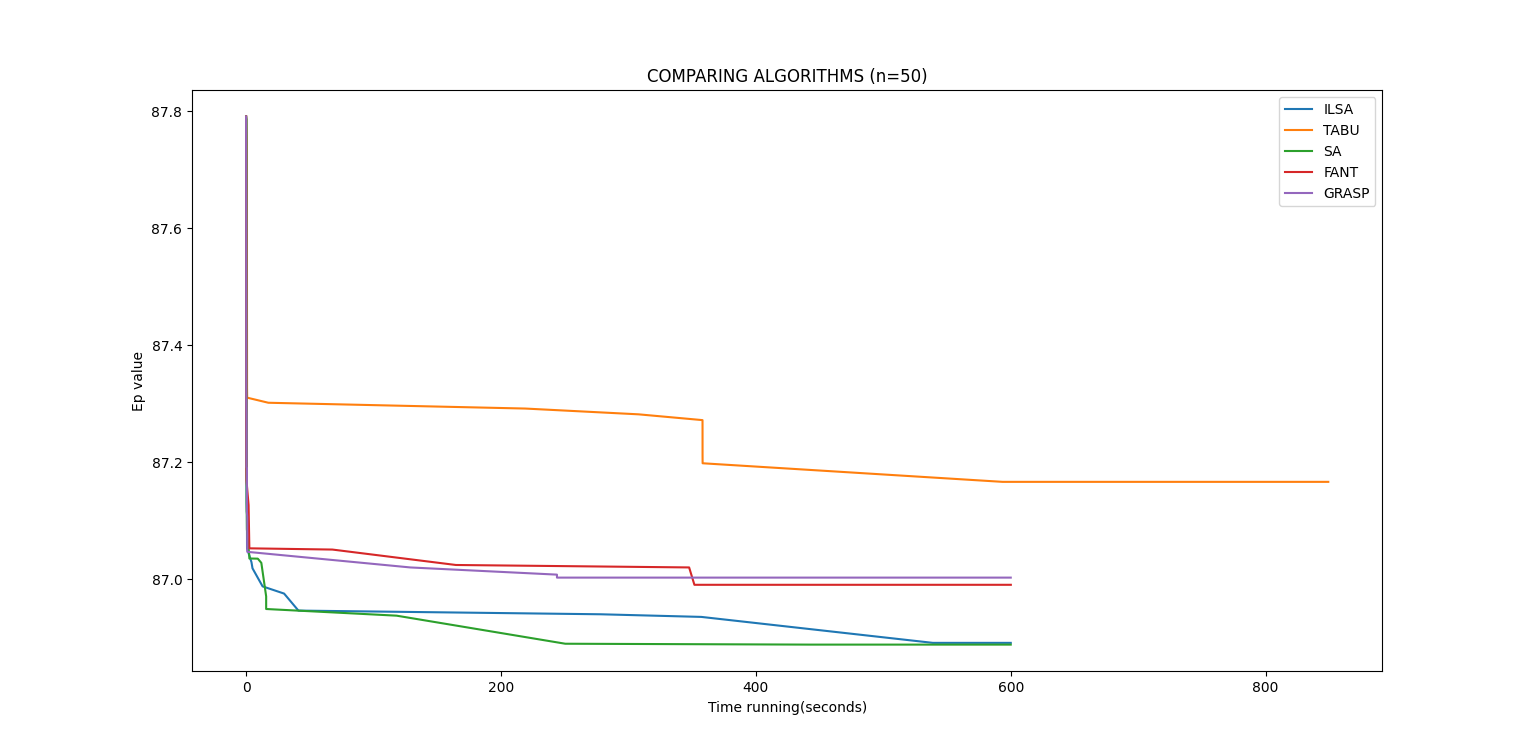 COMPARING ALGORITHMS (n=50)
87.8
87.6
87.4
87.2
87.0
Ep value
0
200
400
600
800
Time running(seconds)
ILSA
TABU
SA
FANT
GRASP